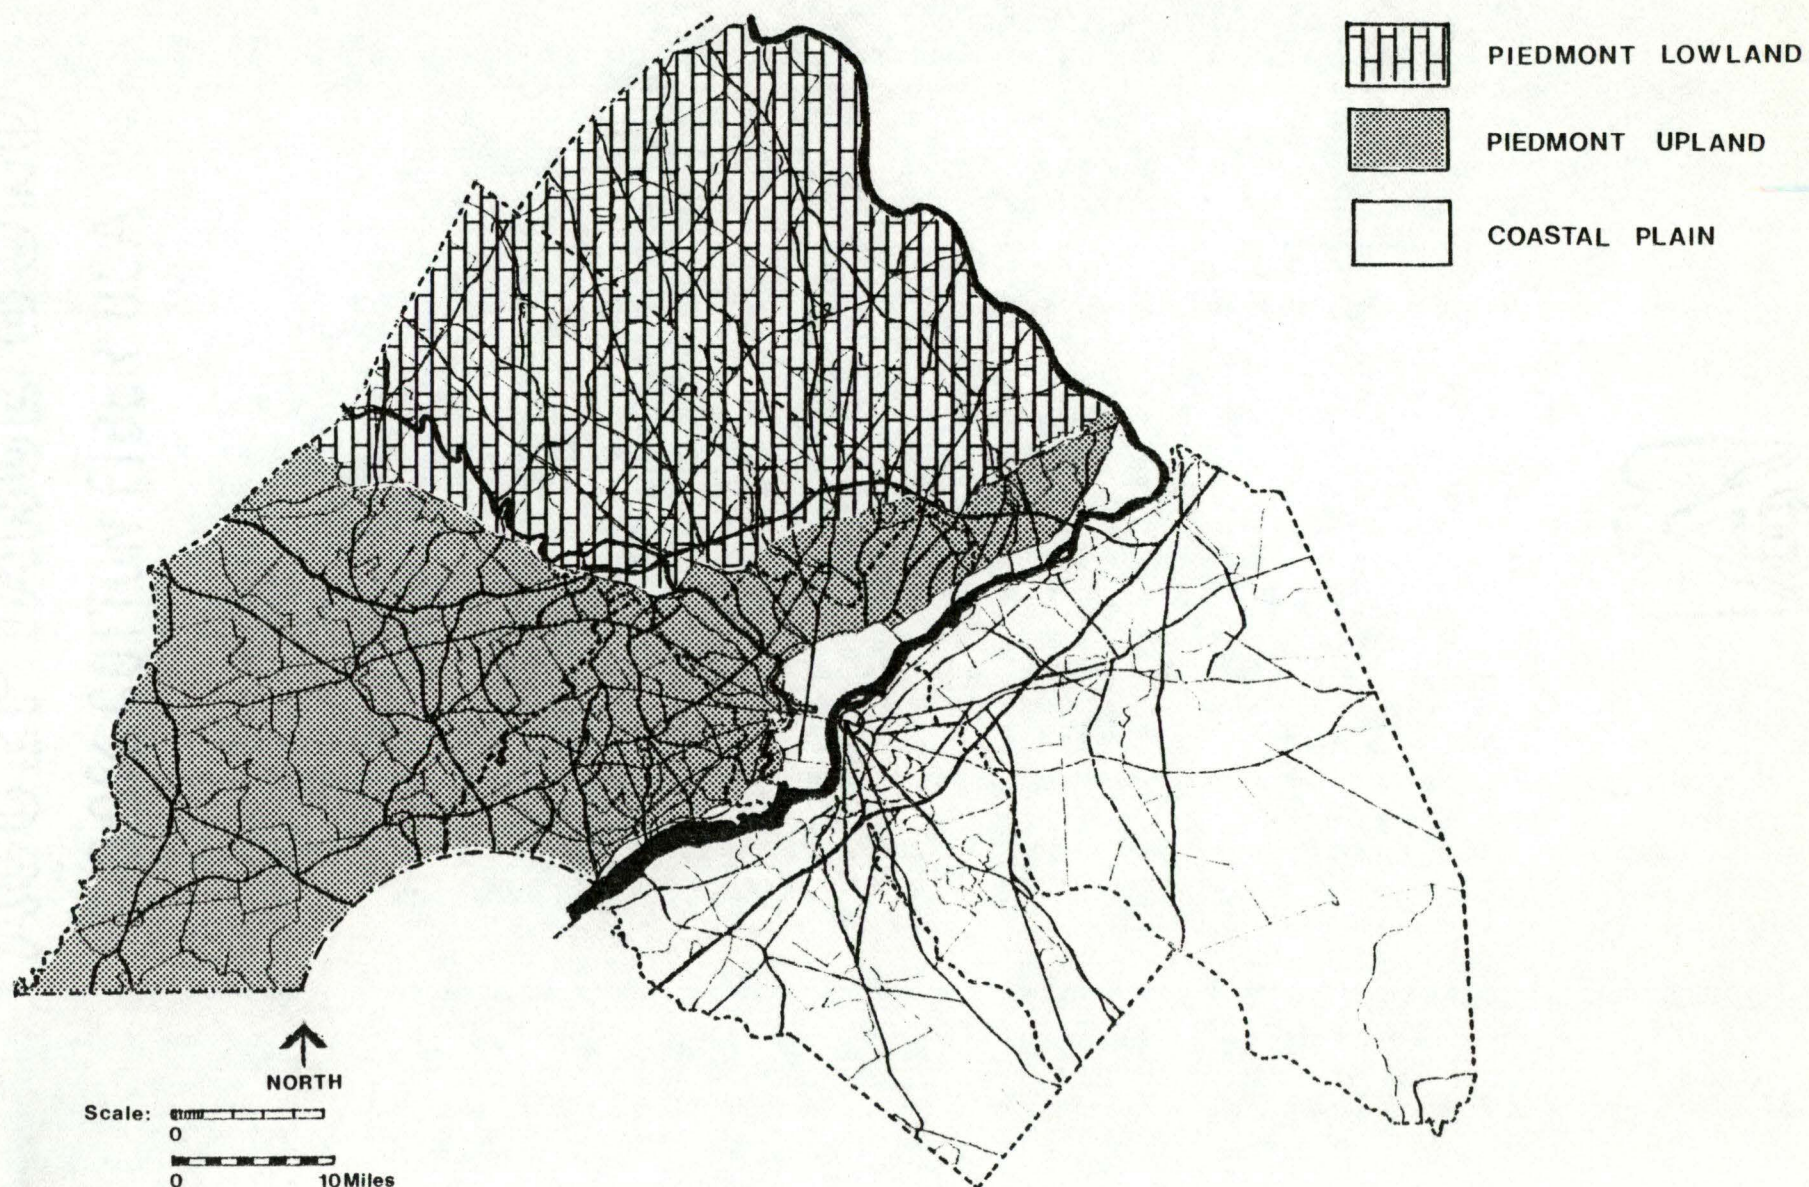 PIEDMONT LOWLAND
PIEDMONT UPLAND
COASTAL PLAIN
NORTH
Scale:
0
0 10 Miles